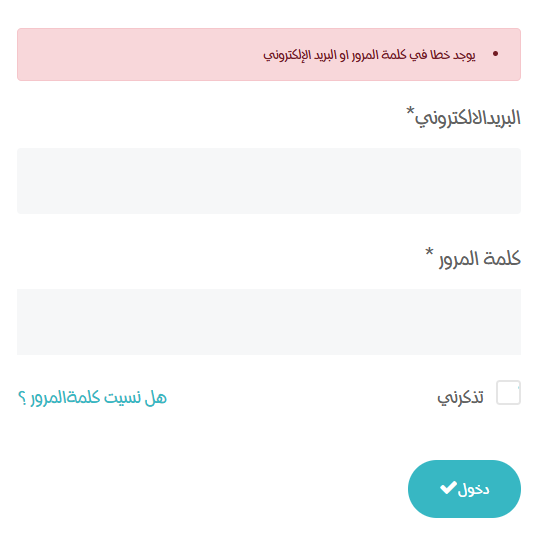 يوجد خطا في كلمة المرور او البريد الإلكتروني
البريدالالكتروني*
كلمة المرور *
تذكرني
هل نسيت كلمةالمرور ؟
دخول